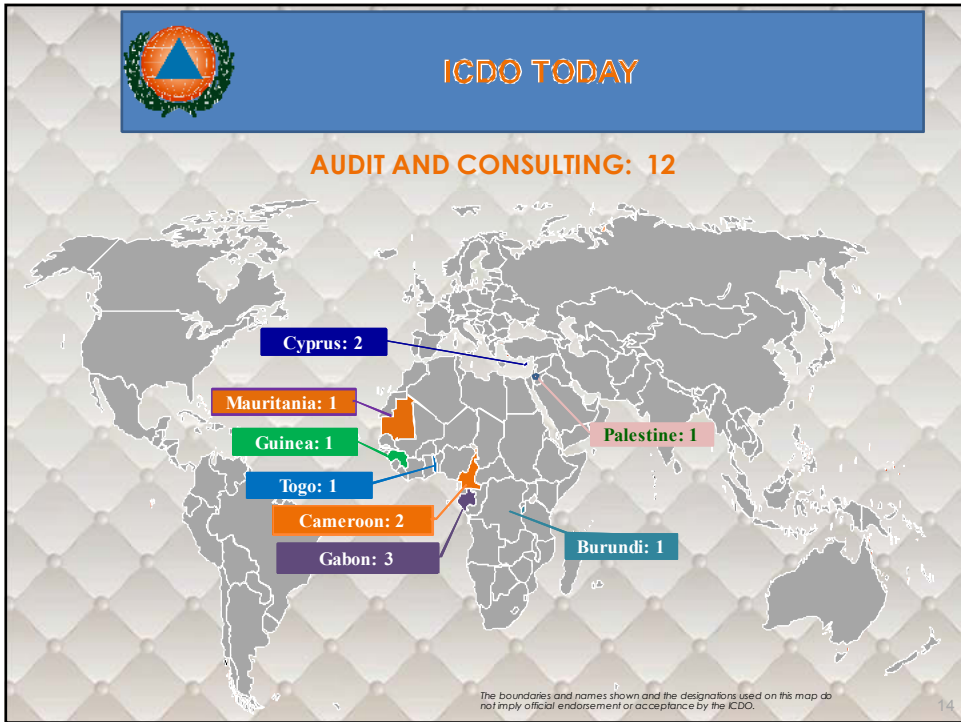 ICDO TODAY
AUDIT AND CONSULTING: 12
Cyprus: 2
Mauritania: 1
Guinea: 1
Palestine: 1
Togo: 1
Cameroon: 2
Gabon: 3
Burundi: 1
The boundaries and names shown and the designations used on this map do
not imply official endorsement or acceptance by the ICDO.
14